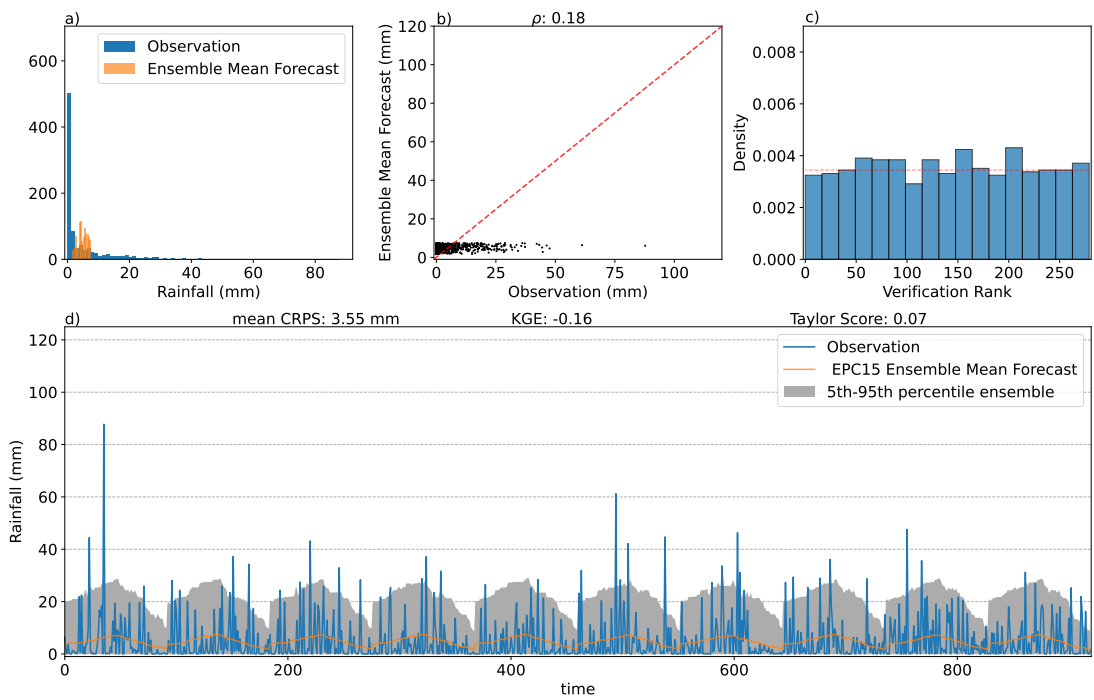 a)
Observation
Ensemble Mean Forecast
600
400
200
0
0 20 40 60 80
Rainfall (mm)
b)
ρ: 0.18
Ensemble Mean Forecast (mm)
120
100
80
60
40
20
0
0 25 50 75 100
Observation (mm)
c)
Density
0.008
0.006
0.004
0.002
0.000
0 50 100 150 200 250
Verification Rank
d)
mean CRPS: 3.55 mm
KGE: -0.16
Taylor Score: 0.07
Observation
EPC15 Ensemble Mean Forecast
5th-95th percentile ensemble
Rainfall (mm)
120
100
80
60
40
20
0
0 200 400 600 800
time